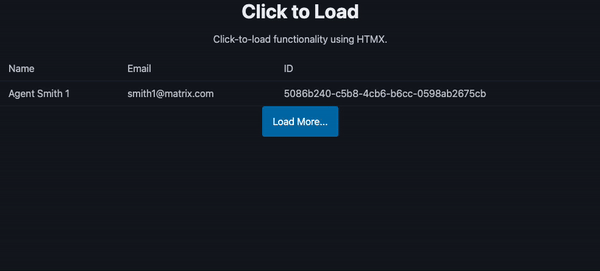 Click to Load
Click-to-load functionality using HTMX.
Name Email ID
Agent Smith 1 smith1@matrix.com 5086b240-c5b8-4cb6-b6cc-0598ab2675cb
Load More...